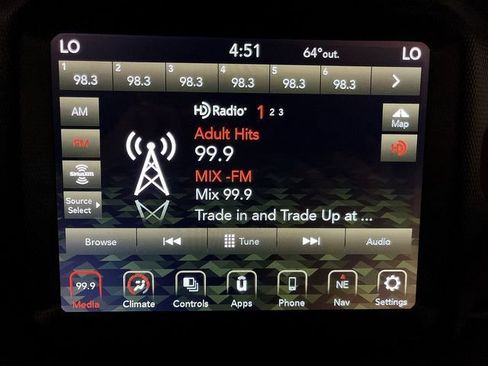 LO 4:51 64°out. LO
1 98.3 2 98.3 3 98.3 4 98.3 5 98.3 6 98.3 >
AM
HD Radio 1 2 3
Map
Adult Hits
FM
99.9
HD
MIX -FM
SiriusXM
Mix 99.9
Source Select
Trade in and Trade Up at ...
Browse Tune Audio
99.9 NE
Media Climate Controls Apps Phone Nav Settings